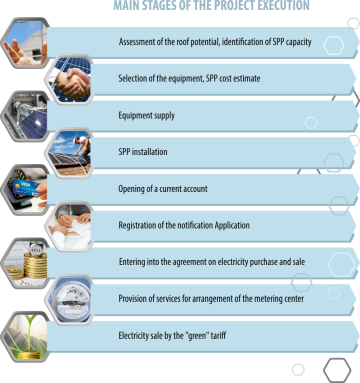 MAIN STAGES OF THE PROJECT EXECUTION
Assessment of the roof potential, identification of SPP capacity
Selection of the equipment, SPP cost estimate
Equipment supply
SPP installation
Opening of a current account
Registration of the notification Application
Entering into the agreement on electricity purchase and sale
Provision of services for arrangement of the metering center
Electricity sale by the "green" tariff